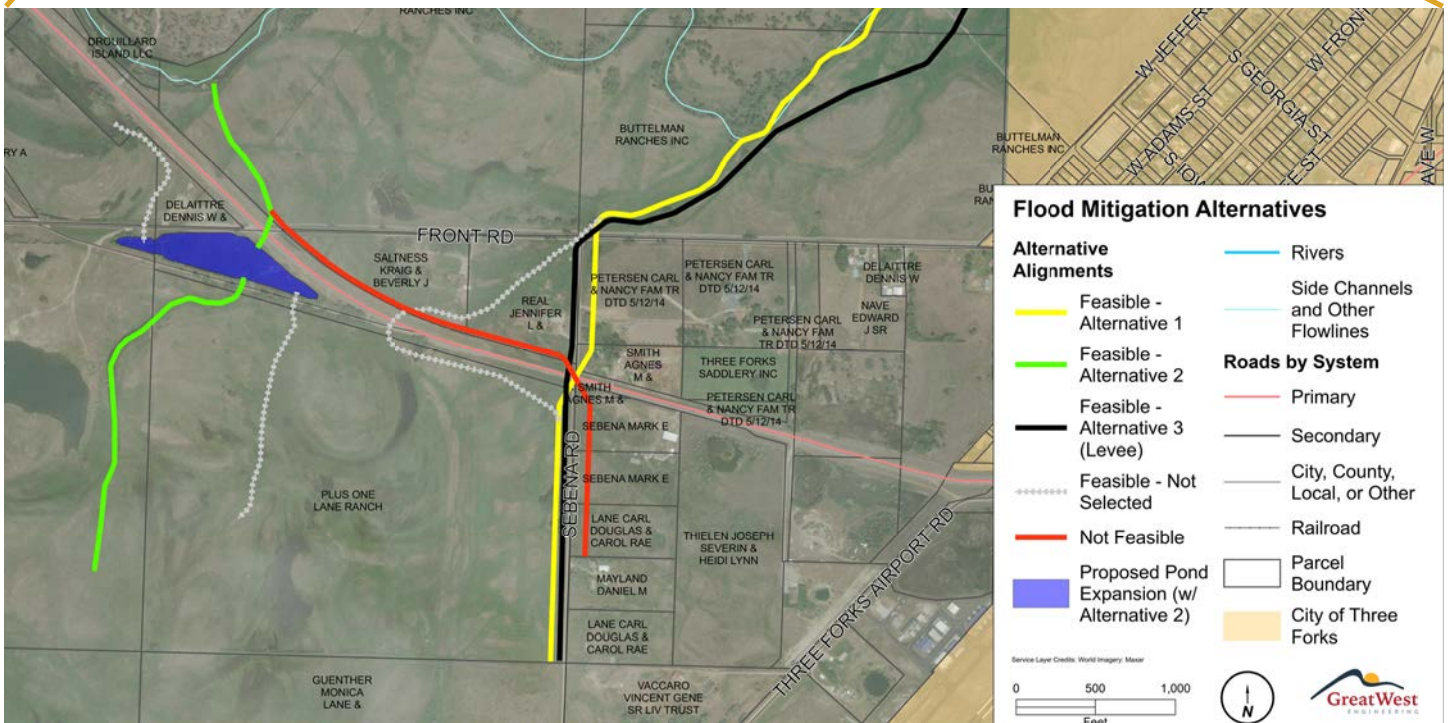 RANCHES INC
DROUILLARD
ISLAND LLC
W JEFFERS
W FRONT
S GEORGIA ST
W ADAMS ST
AVE W
BUTTELMAN
RANCHES INC
BUTTELMAN
RANCHES INC
RY A
DELAITTRE
DENNIS W &
FRONT RD
SALTNESS
KRAIG &
BEVERLY J
REAL
JENNIFER
L &
PETERSEN CARL
& NANCY FAM TR
DTD 5/12/14
PETERSEN CARL
& NANCY FAM TR
DTD 5/12/14
DELAITTRE
DENNIS W
NAVE
EDWARD
J SR
PETERSEN CARL
& NANCY FAM
TR DTD 5/12/14
SMITH
AGNES
M &
THREE FORKS
SADDLERY INC
SMITH
AGNES M &
PETERSEN CARL
& NANCY FAM TR
DTD 5/12/14
SEBENA MARK E
SEBENA RD
SEBENA MARK E
PLUS ONE
LANE RANCH
LANE CARL
DOUGLAS &
CAROL RAE
THIELEN JOSEPH
SEVERIN &
HEIDI LYNN
MAYLAND
DANIEL M
LANE CARL
DOUGLAS &
CAROL RAE
THREE FORKS AIRPORT RD
GUENTHER
MONICA
LANE &
VACCARO
VINCENT GENE
SR LIV TRUST
Flood Mitigation Alternatives
Alternative
Alignments
Feasible -
Alternative 1
Feasible -
Alternative 2
Feasible -
Alternative 3
(Levee)
Feasible - Not
Selected
Not Feasible
Proposed Pond
Expansion (w/
Alternative 2)
Rivers
Side Channels
and Other
Flowlines
Roads by System
Primary
Secondary
City, County,
Local, or Other
Railroad
Parcel
Boundary
City of Three
Forks
Service Layer Credits: World Imagery: Maxar
0 500 1,000
Feet
N
GreatWest
ENGINEERING